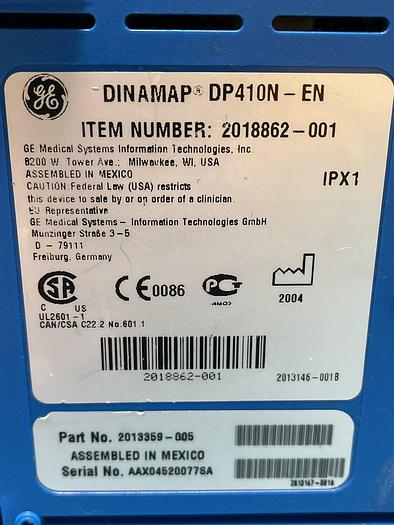 GE
DINAMAP® DP410N-EN
ITEM NUMBER: 2018862-001
GE Medical Systems Information Technologies, Inc.
8200 W. Tower Ave.; Milwaukee, WI, USA
ASSEMBLED IN MEXICO
CAUTION: Federal Law (USA) restricts
this device to sale by or on order of a clinician.
EU Representative
GE Medical Systems - Information Technologies GmbH
Munzinger Straße 3-5
D - 79111
Freiburg, Germany
IPX1
C US
UL2601-1
CAN/CSA C22.2 No.601.1
CE 0086
2004
2018862-001
2013146-001B
Part No. 2013359-005
ASSEMBLED IN MEXICO
Serial No. AAX04520077SA